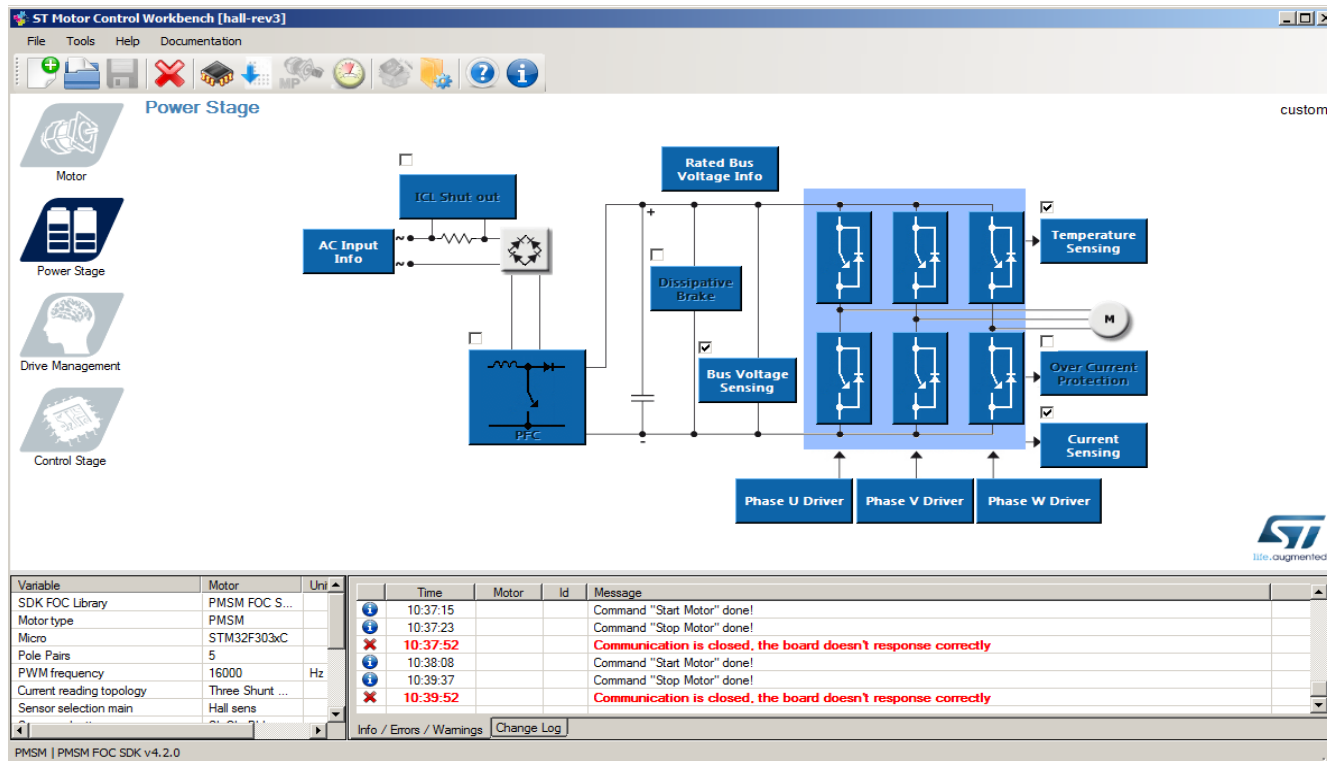 ST Motor Control Workbench [hall-rev3]
File Tools Help Documentation
MP
Power Stage
custom
Motor
Power Stage
Drive Management
Control Stage
Rated Bus
Voltage Info
ICL Shut out
AC Input
Info
~
~
+
-
Dissipative
Brake
Bus Voltage
Sensing
PFC
Temperature
Sensing
M
Over Current
Protection
Current
Sensing
Phase U Driver
Phase V Driver
Phase W Driver
ST
life.augmented
Variable Motor Unit
SDK FOC Library PMSM FOC S...
Motor type PMSM
Micro STM32F303xC
Pole Pairs 5
PWM frequency 16000 Hz
Current reading topology Three Shunt ...
Sensor selection main Hall sens
Time Motor Id Message
10:37:15 Command "Start Motor" done!
10:37:23 Command "Stop Motor" done!
10:37:52 Communication is closed, the board doesn't response correctly
10:38:08 Command "Start Motor" done!
10:39:37 Command "Stop Motor" done!
10:39:52 Communication is closed, the board doesn't response correctly
Info / Errors / Warnings Change Log
PMSM | PMSM FOC SDK v4.2.0